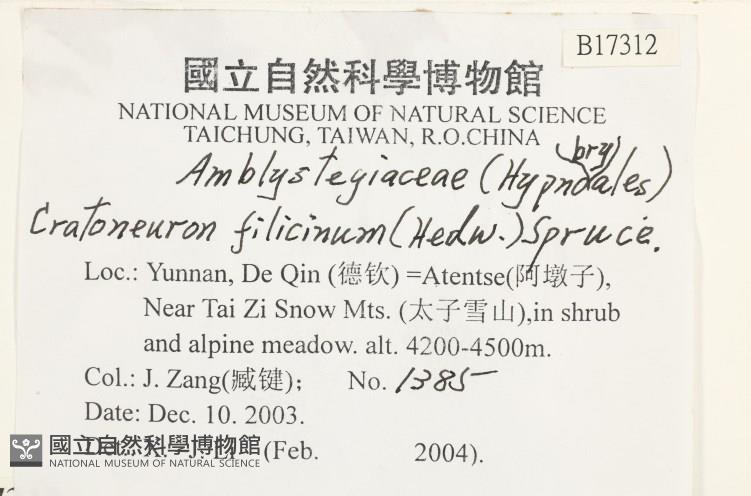 B17312
國立自然科學博物館
NATIONAL MUSEUM OF NATURAL SCIENCE
TAICHUNG, TAIWAN, R.O.CHINA
bry
Amblystegiaceae (Hypnales)
Cratoneuron filicinum (Hedw.) Spruce.
Loc.: Yunnan, De Qin (德钦) =Atentse(阿墩子),
Near Tai Zi Snow Mts. (太子雪山),in shrub
and alpine meadow. alt. 4200-4500m.
Col.: J. Zang(臧键); No. 1385
Date: Dec. 10. 2003.
(Feb. 2004).
國立自然科學博物館
NATIONAL MUSEUM OF NATURAL SCIENCE